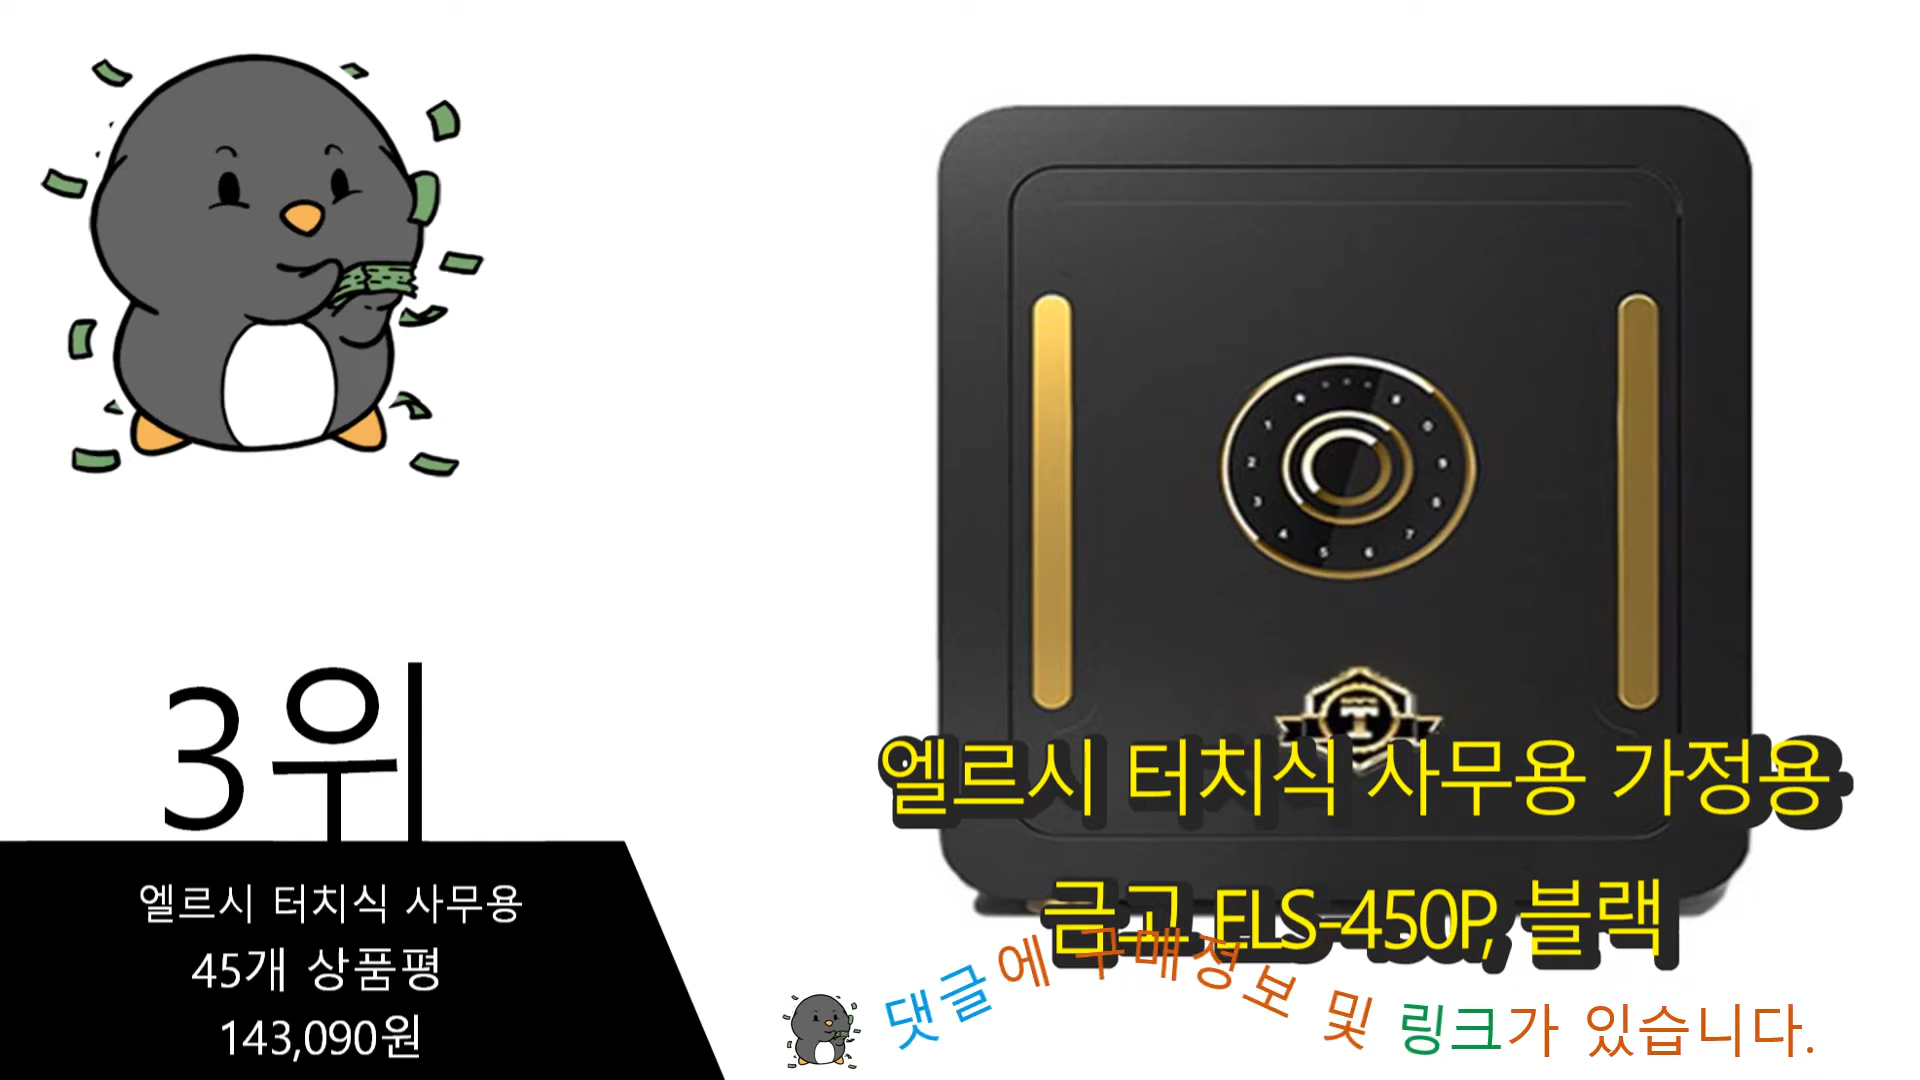 3위
엘르시 터치식 사무용
45개 상품평
143,090원
엘르시 터치식 사무용 가정용
금고 ELS-450P, 블랙
댓글에 구매정보 및 링크가 있습니다.
T